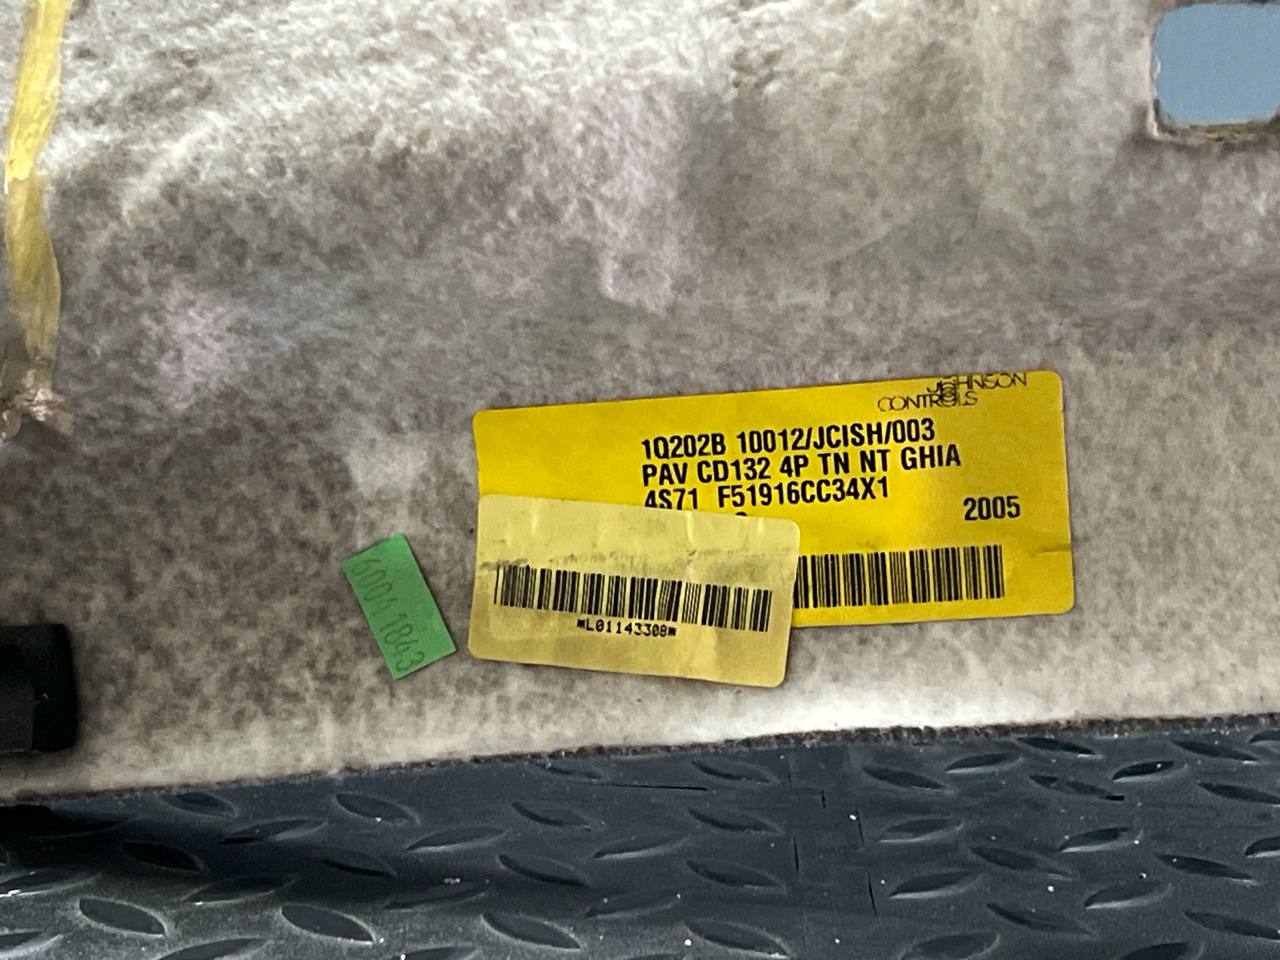 JOHNSON
CONTROLS
1Q202B 10012/JCISH/003
PAV CD132 4P TN NT GHIA
4S71 F51916CC34X1
2005
*L01143308*
60041843